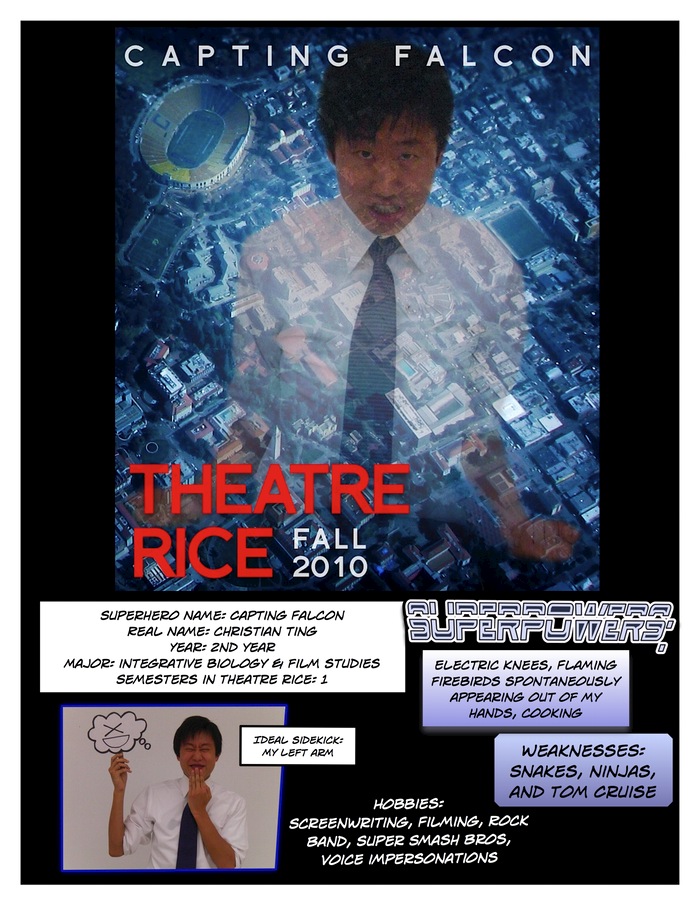 CAPTING FALCON
THEATRE
RICE
FALL
2010
SUPERHERO NAME: CAPTING FALCON
REAL NAME: CHRISTIAN TING
YEAR: 2ND YEAR
MAJOR: INTEGRATIVE BIOLOGY & FILM STUDIES
SEMESTERS IN THEATRE RICE: 1
SUPERPOWERS:
ELECTRIC KNEES, FLAMING
FIREBIRDS SPONTANEOUSLY
APPEARING OUT OF MY
HANDS, COOKING
IDEAL SIDEKICK:
MY LEFT ARM
WEAKNESSES:
SNAKES, NINJAS,
AND TOM CRUISE
HOBBIES:
SCREENWRITING, FILMING, ROCK
BAND, SUPER SMASH BROS,
VOICE IMPERSONATIONS